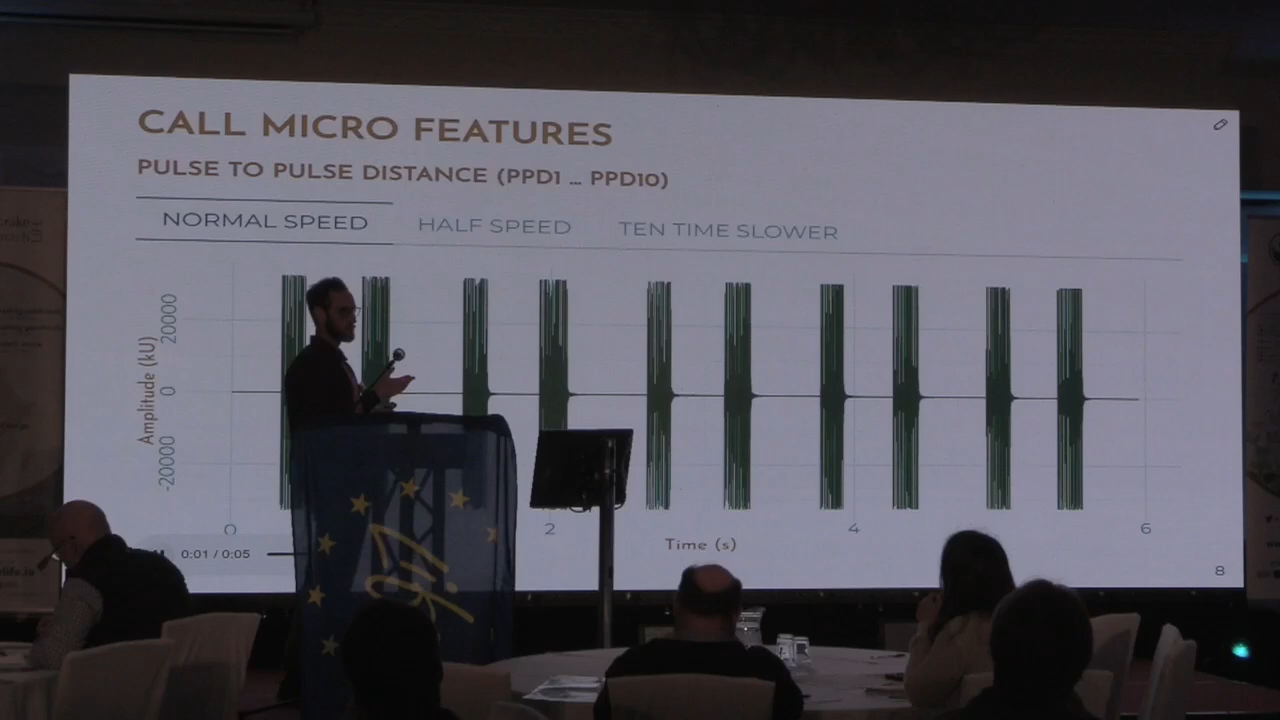 CALL MICRO FEATURES
PULSE TO PULSE DISTANCE (PPD1 ... PPD10)
NORMAL SPEED
HALF SPEED
TEN TIME SLOWER
Amplitude (kU)
20000
0
-20000
0
2
4
6
Time (s)
0:01 / 0:05
8
Life